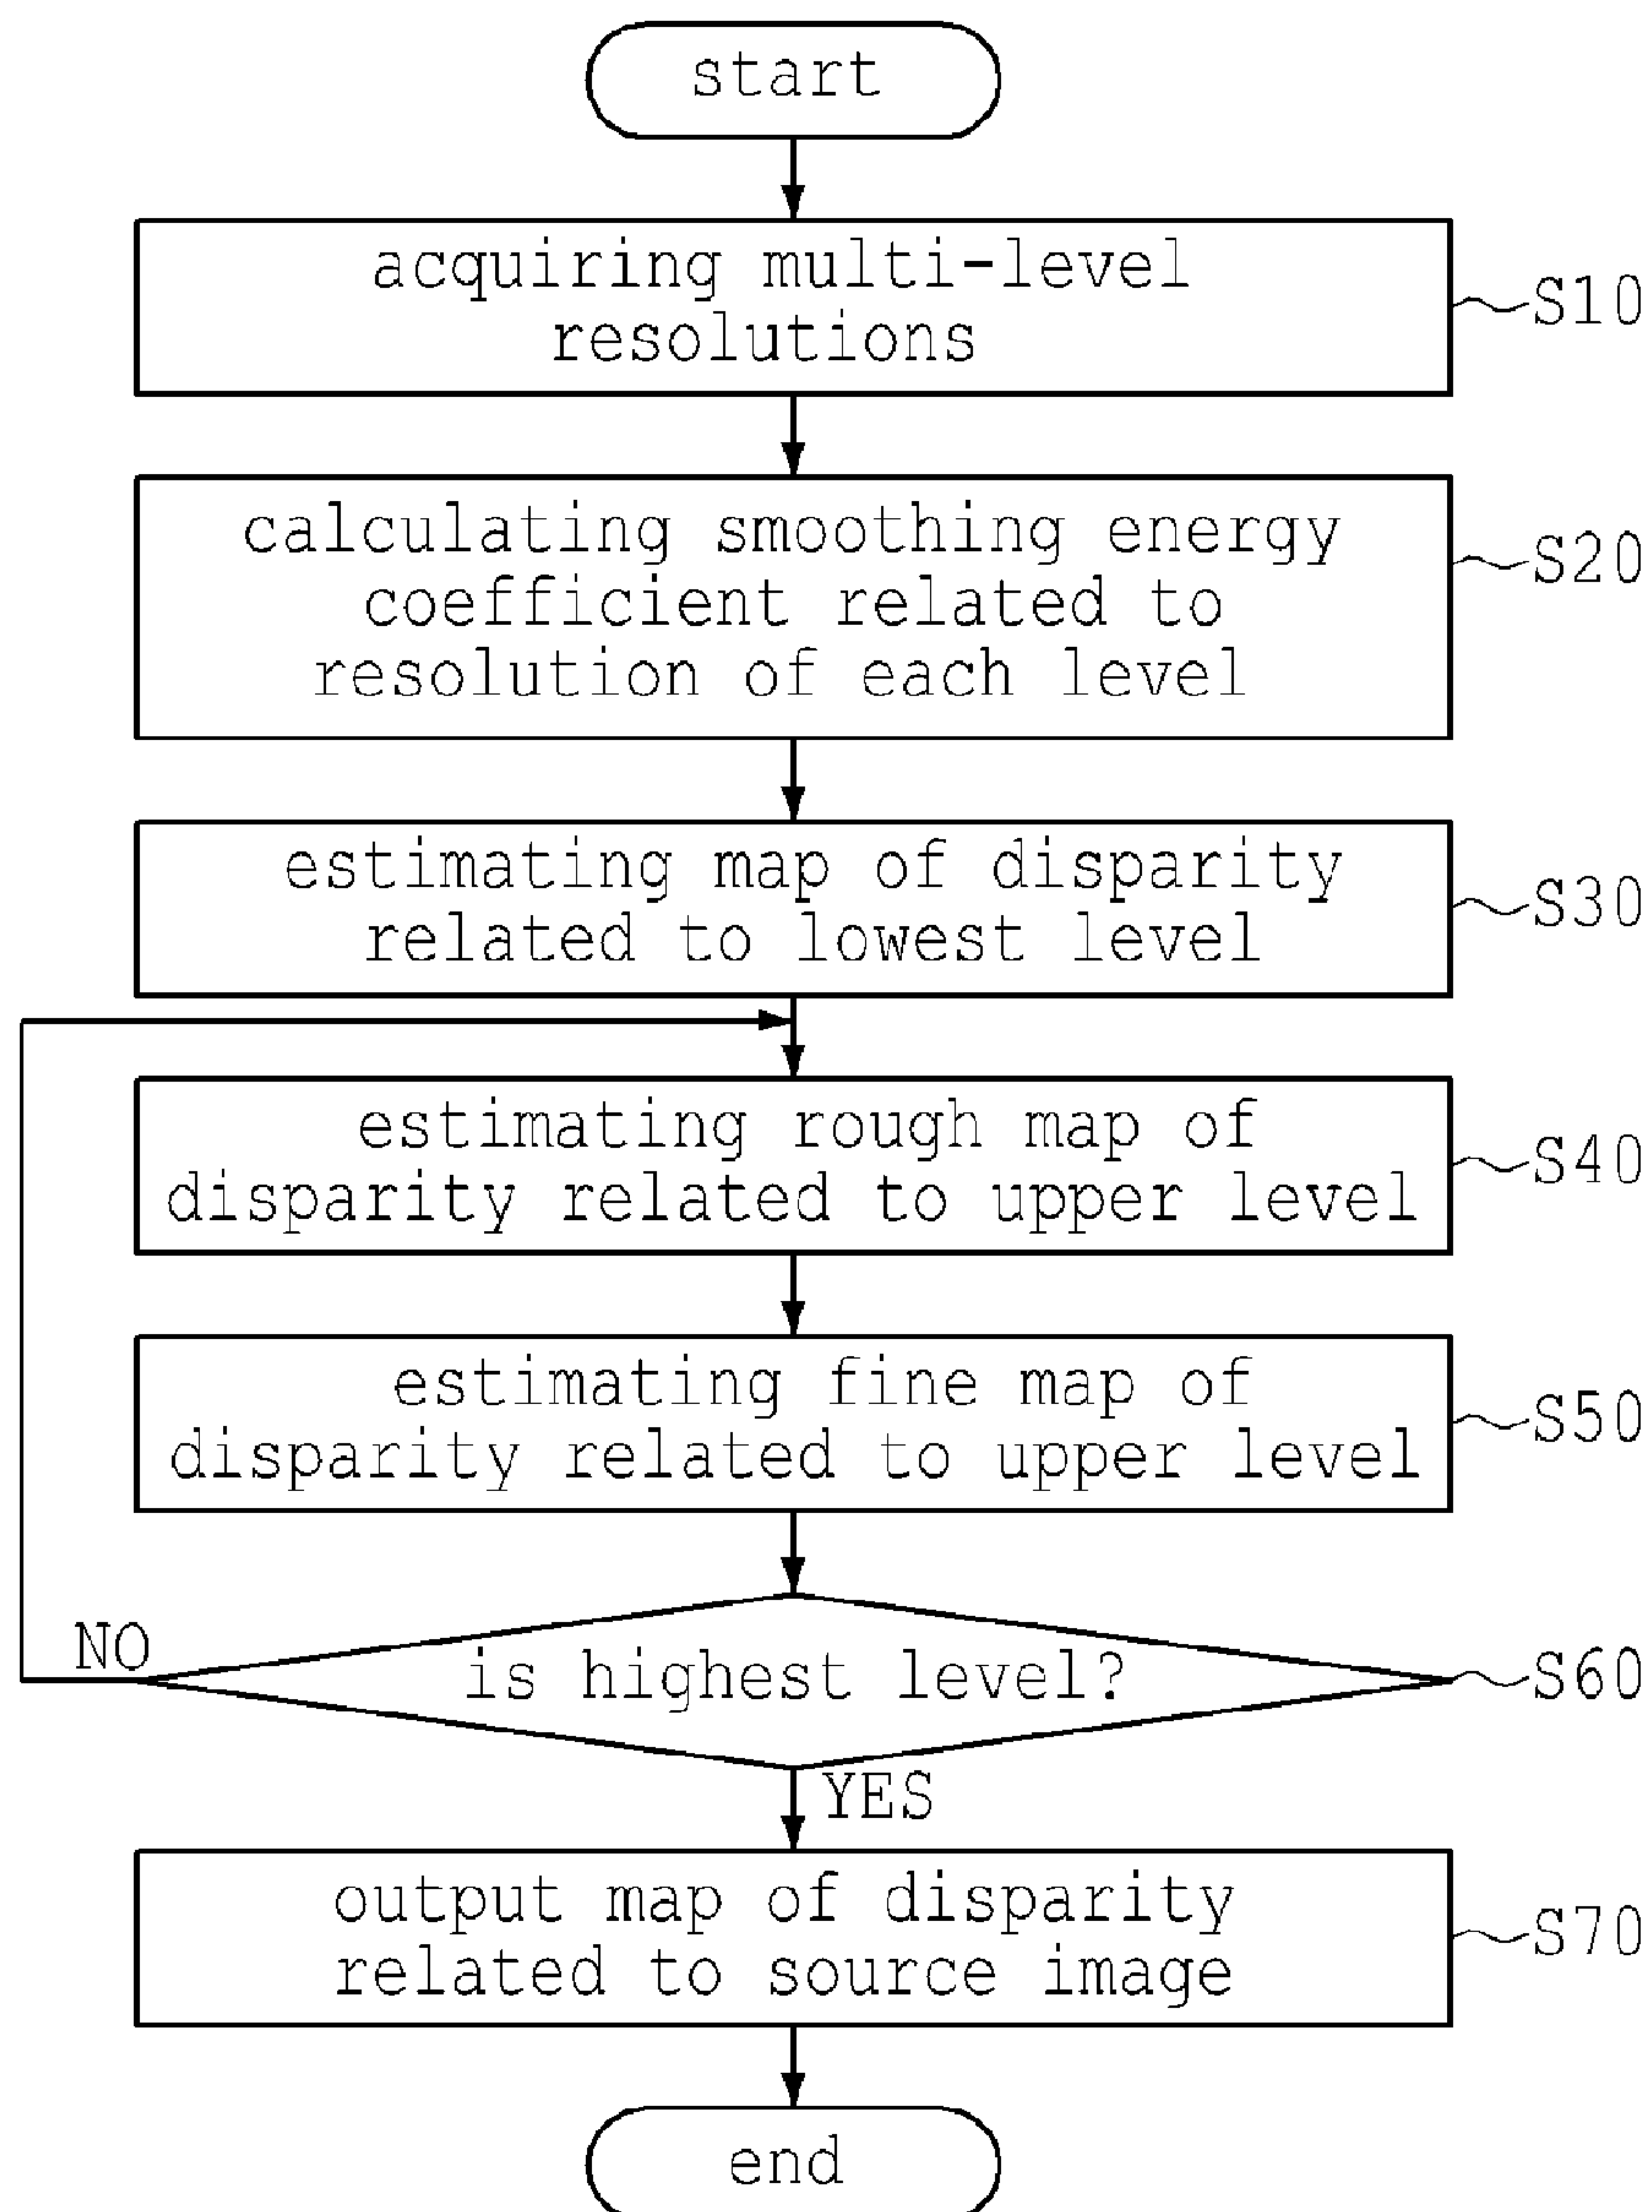 start
acquiring multi-level
resolutions
S10
calculating smoothing energy
coefficient related to
resolution of each level
S20
estimating map of disparity
related to lowest level
S30
estimating rough map of
disparity related to upper level
S40
estimating fine map of
disparity related to upper level
S50
NO
is highest level?
S60
YES
output map of disparity
related to source image
S70
end